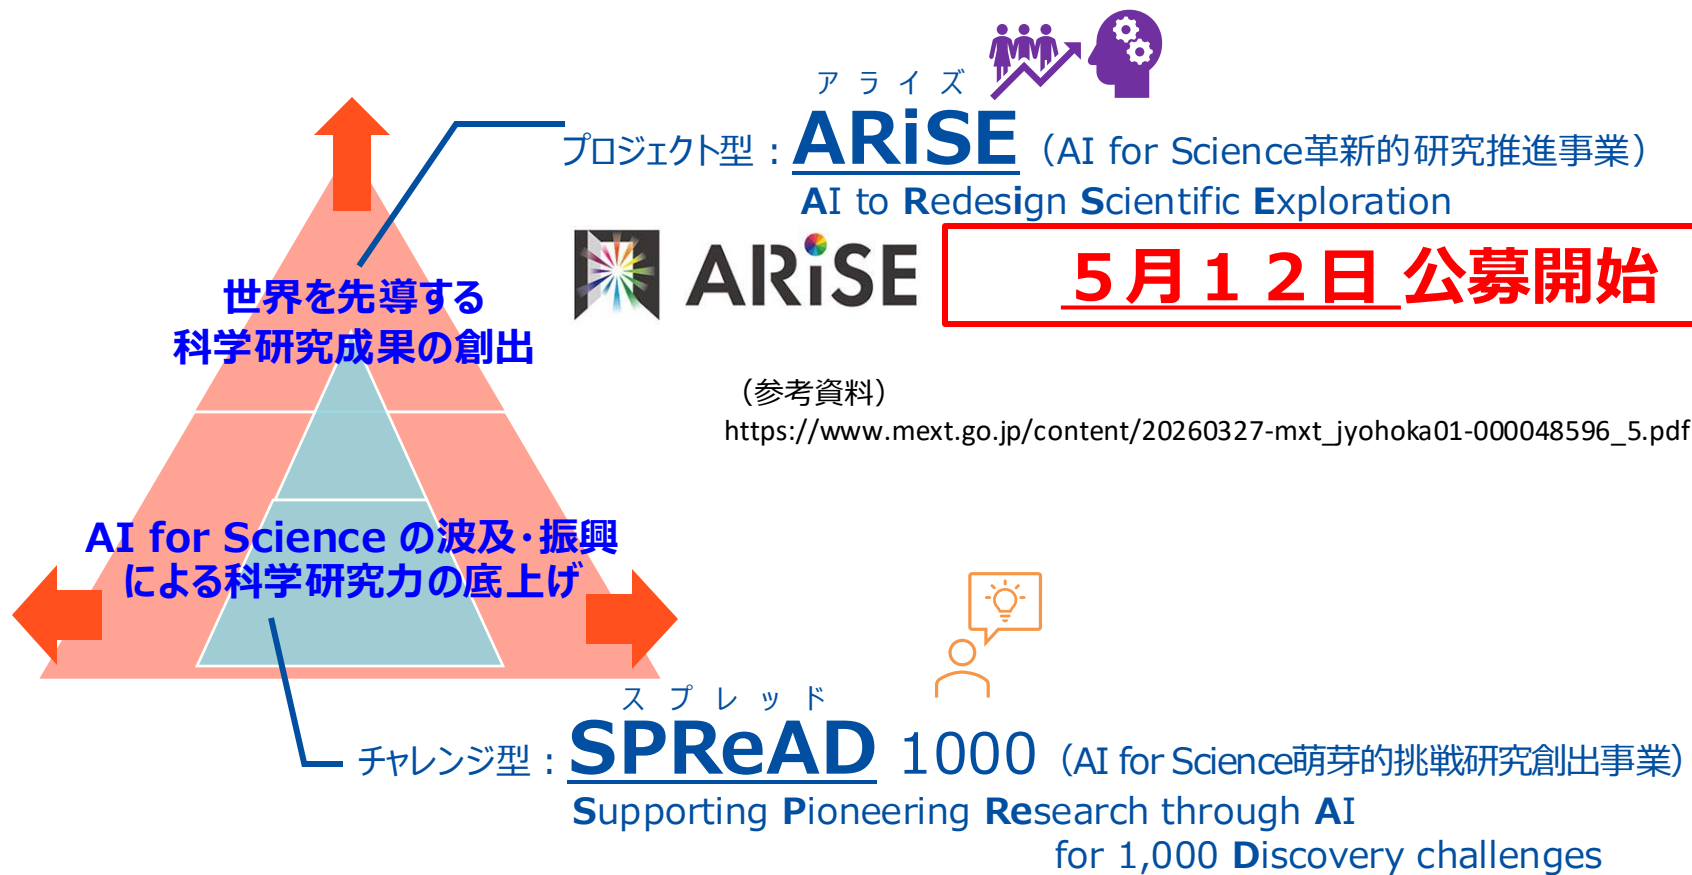 アライズ
プロジェクト型：ARiSE（AI for Science革新的研究推進事業）
AI to Redesign Scientific Exploration
ARiSE
５月１２日 公募開始
世界を先導する
科学研究成果の創出
（参考資料）
https://www.mext.go.jp/content/20260327-mxt_jyohoka01-000048596_5.pdf
AI for Science の波及・振興
による科学研究力の底上げ
スプレッド
チャレンジ型：SPReAD 1000（AI for Science萌芽的挑戦研究創出事業）
Supporting Pioneering Research through AI
for 1,000 Discovery challenges